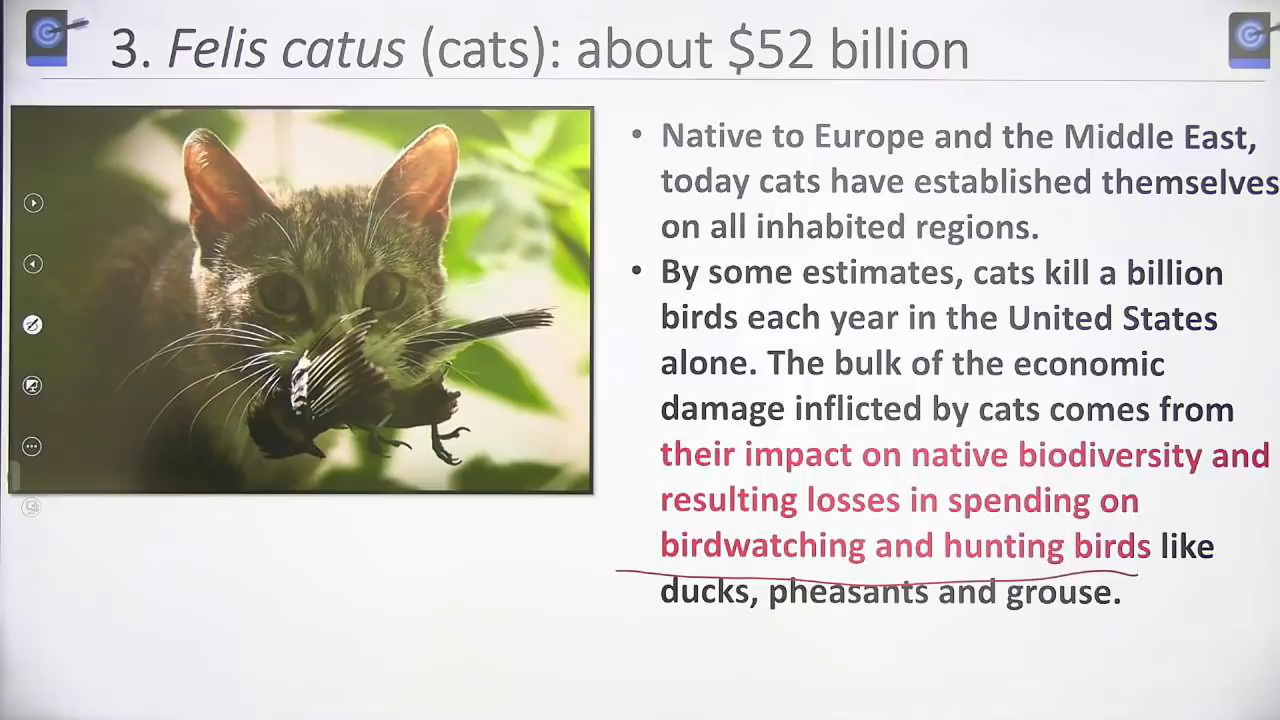 3. Felis catus (cats): about $52 billion
• Native to Europe and the Middle East,
today cats have established themselves
on all inhabited regions.
• By some estimates, cats kill a billion
birds each year in the United States
alone. The bulk of the economic
damage inflicted by cats comes from
their impact on native biodiversity and
resulting losses in spending on
birdwatching and hunting birds like
ducks, pheasants and grouse.